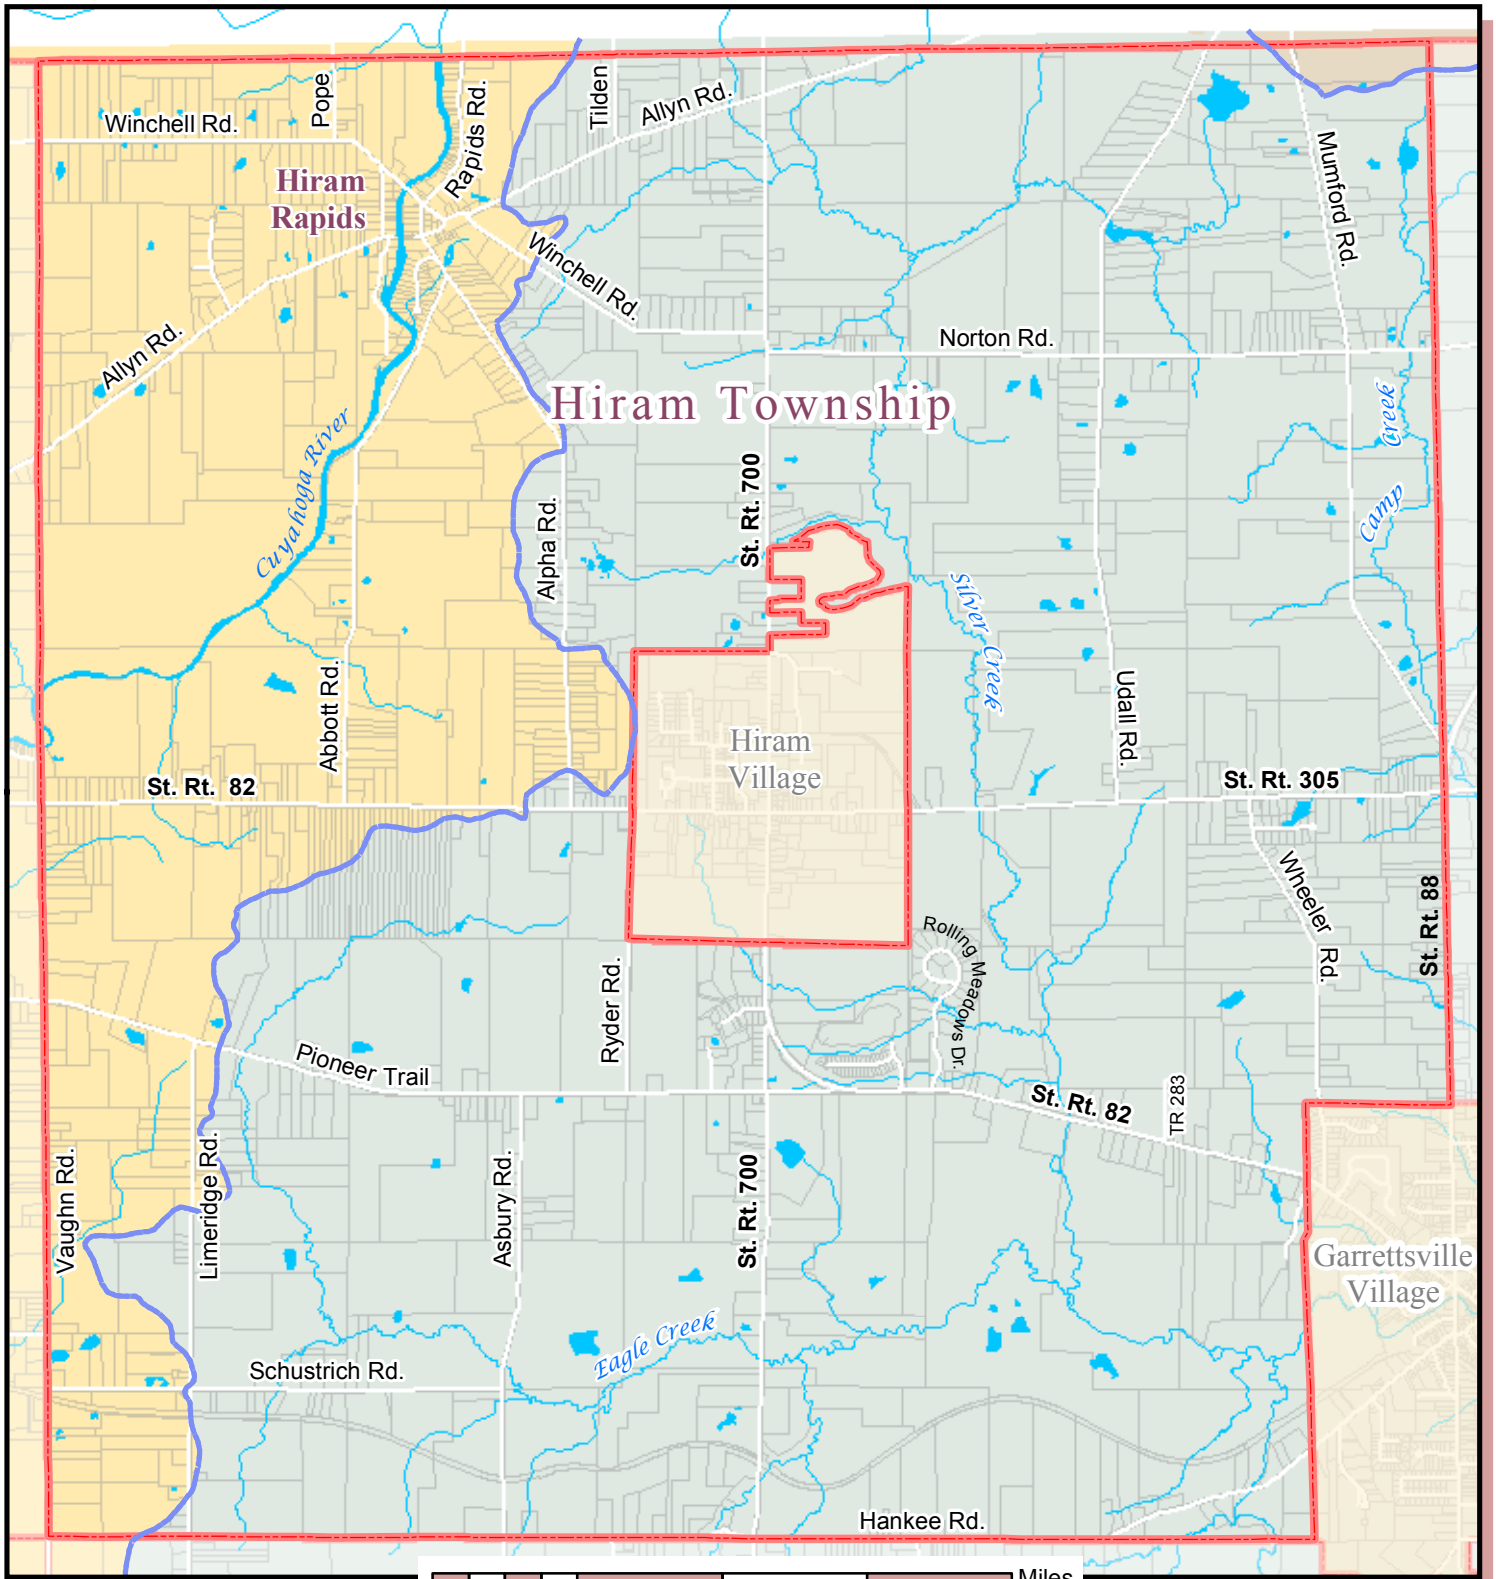 Pope
Rapids Rd.
Tilden
Allyn Rd.
Winchell Rd.
Mumford Rd.
Hiram
Rapids
Winchell Rd.
Allyn Rd.
Norton Rd.
Hiram Township
Creek
Camp
Cuyahoga River
St. Rt. 700
Alpha Rd.
Silver Creek
Abbott Rd.
Udall Rd.
Hiram
Village
St. Rt. 82
St. Rt. 305
Wheeler Rd.
St. Rt. 88
Rolling Meadows Dr.
Ryder Rd.
Pioneer Trail
St. Rt. 82
TR 283
Vaughn Rd.
Limeridge Rd.
Asbury Rd.
St. Rt. 700
Garrettsville
Village
Eagle Creek
Schustrich Rd.
Hankee Rd.
Miles